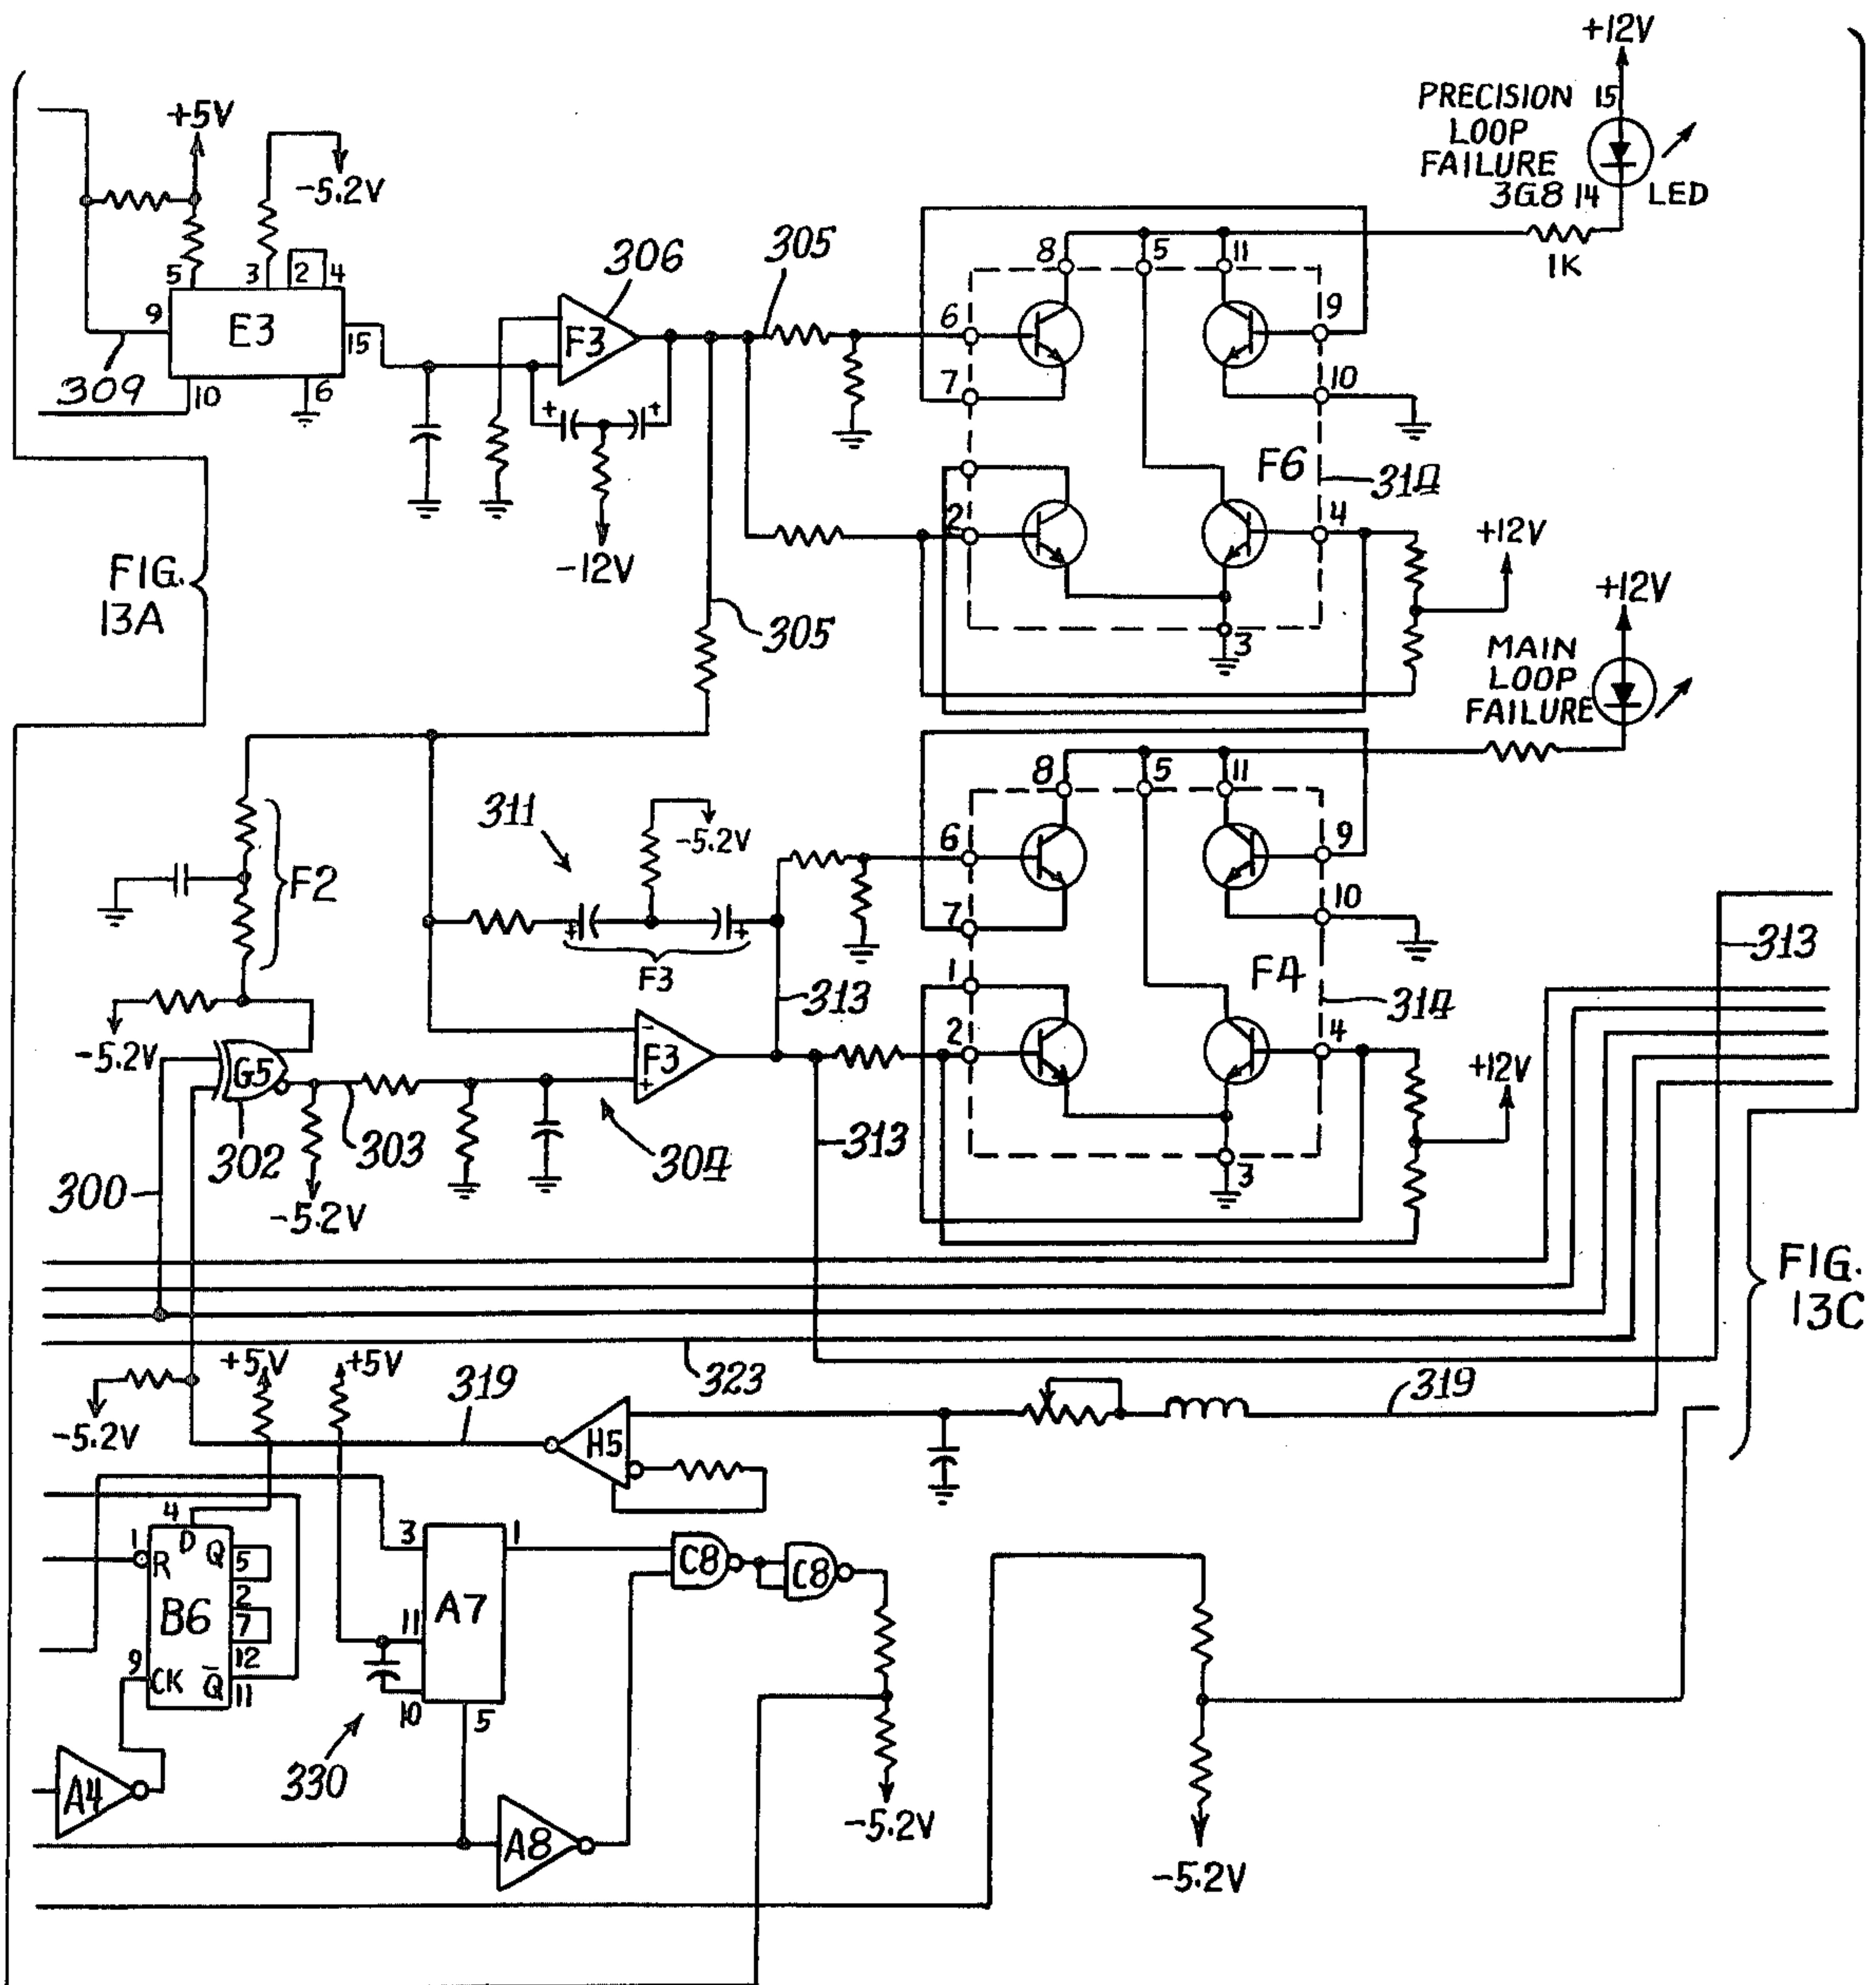 +12V
PRECISION 15
LOOP
FAILURE
3G8 14 LED
1K
+5V
-5.2V
5 3 2 4
9 E3 15
309
10 6
306
F3
+ +
-12V
305
8 5 11
6 9
7 10
F6
314
2 4
+12V
3
FIG.
13A
305
+12V
MAIN
LOOP
FAILURE
8 5 11
311
-5.2V
6 9
F2
7 10
+ +
F3
313
1
F4
314
313
2 4
-5.2V
G5
-
F3
+
+12V
302
303
304
313
300
-5.2V
3
FIG.
13C
+5V +5V
323
319
319
-5.2V
H5
4
1 D Q 5
R
2
B6 7
12
9 CK Q̅ 11
3 1
A7
11
10 5
C8 C8
330
A4
A8
-5.2V
-5.2V